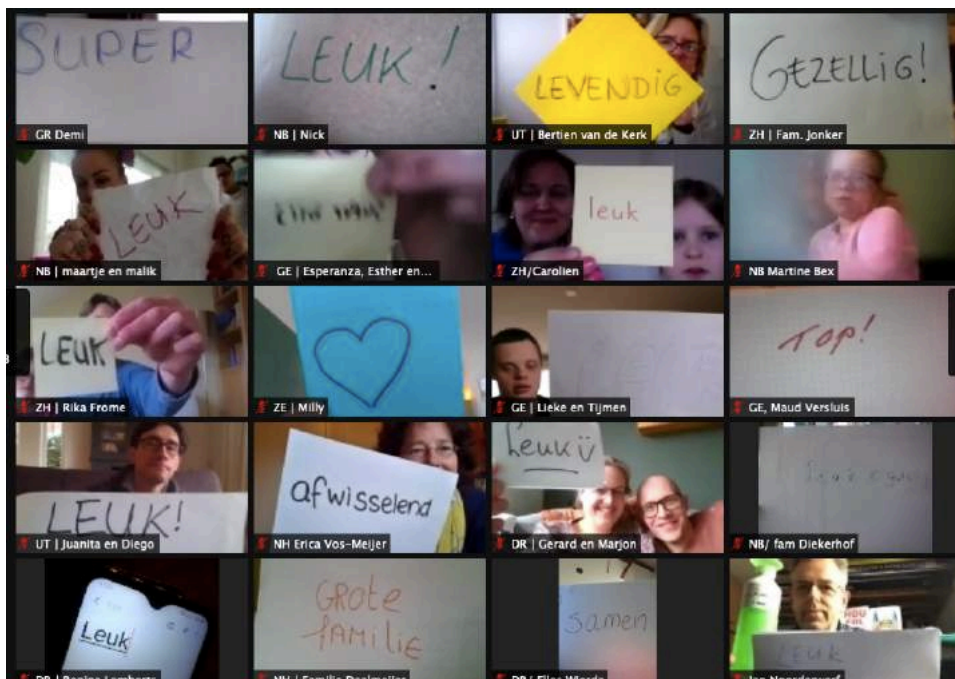 SUPER
GR Demi
LEUK!
NB | Nick
LEVENDIG
UT | Bertien van de Kerk
GEZELLIG!
ZH | Fam. Jonker
LEUK
NB | maartje en malik
GE | Esperanza, Esther en...
leuk
ZH/Carolien
NB Martine Bex
LEUK
ZH | Rika Frome
ZE | Milly
GE | Lieke en Tijmen
TOP!
GE, Maud Versluis
LEUK!
UT | Juanita en Diego
afwisselend
NH Erica Vos-Meijer
Leuk
DR | Gerard en Marjon
NB/ fam Diekerhof
Leuk
GROTE
FAMILIE
samen
LEUK